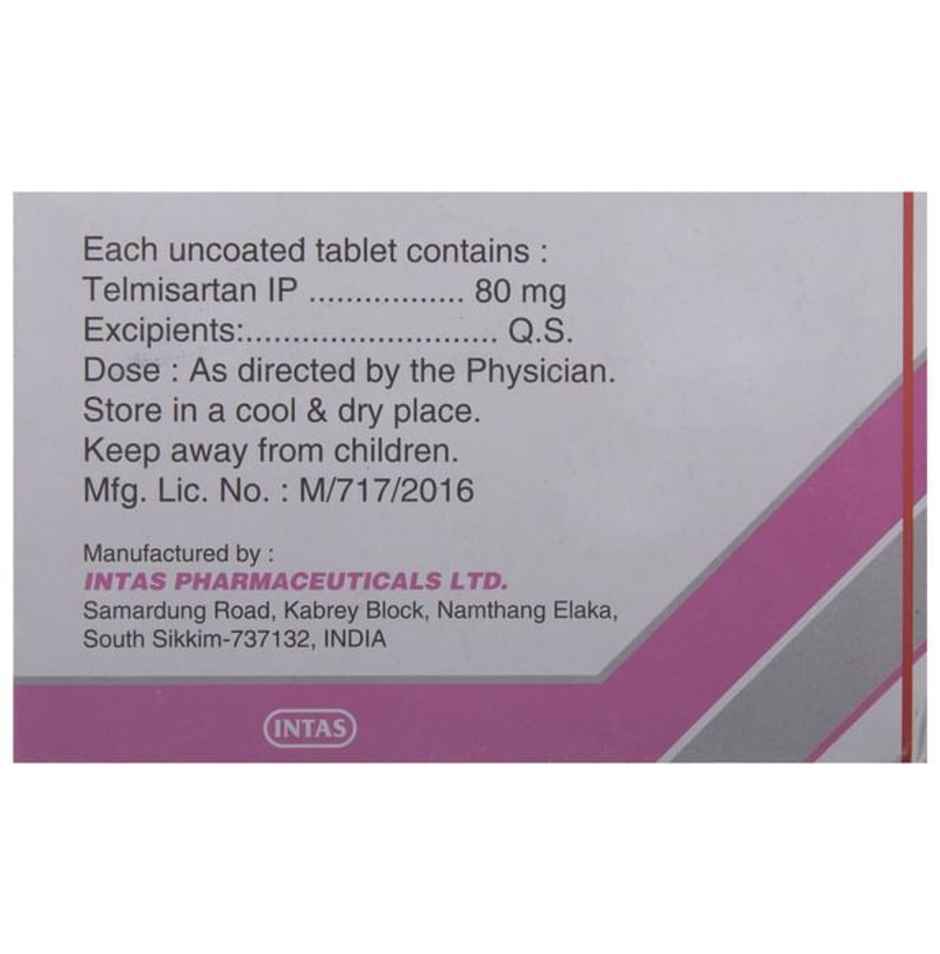 Each uncoated tablet contains :
Telmisartan IP ................. 80 mg
Excipients:........................... Q.S.
Dose : As directed by the Physician.
Store in a cool & dry place.
Keep away from children.
Mfg. Lic. No. : M/717/2016
Manufactured by :
INTAS PHARMACEUTICALS LTD.
Samardung Road, Kabrey Block, Namthang Elaka,
South Sikkim-737132, INDIA
INTAS